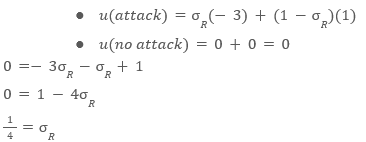 ● u(attack) = σ_R(− 3) + (1 − σ_R)(1)
● u(no attack) = 0 + 0 = 0
0 =− 3σ_R − σ_R + 1
0 = 1 − 4σ_R
1/4 = σ_R